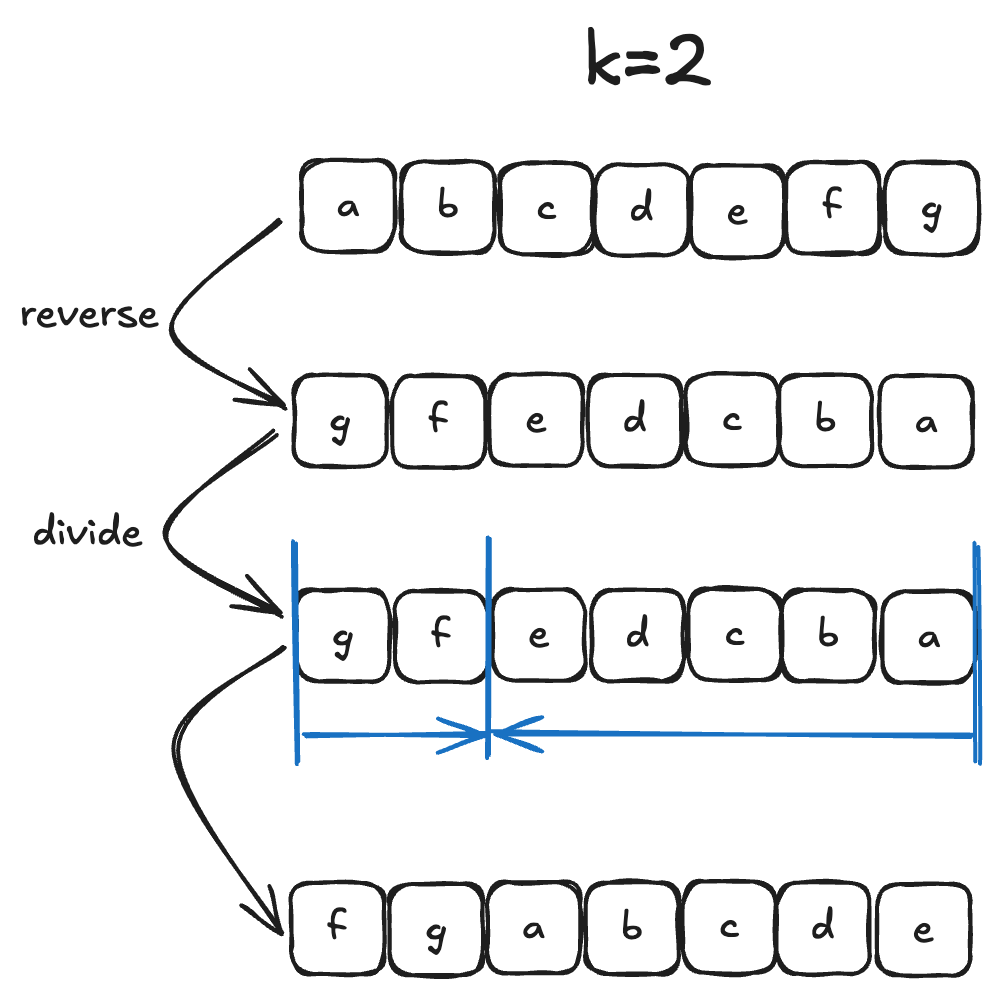 k=2
a b c d e f g
reverse
g f e d c b a
divide
g f e d c b a
f g a b c d e